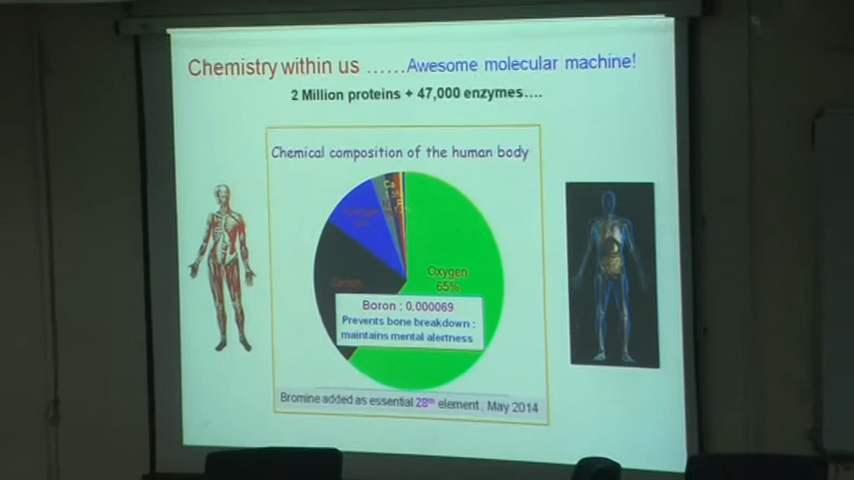 Chemistry within us ......Awesome molecular machine!
2 Million proteins + 47,000 enzymes....
Chemical composition of the human body
Ca
P
Carbon
Oxygen
65%
Boron : 0.000069
Prevents bone breakdown :
maintains mental alertness
Bromine added as essential 28th element : May 2014